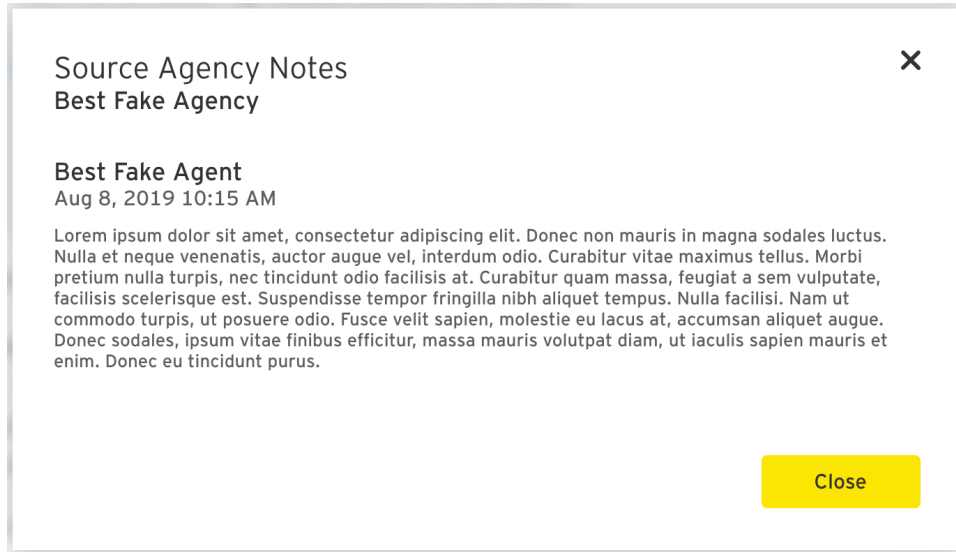 Source Agency Notes
Best Fake Agency
Best Fake Agent
Aug 8, 2019 10:15 AM
Lorem ipsum dolor sit amet, consectetur adipiscing elit. Donec non mauris in magna sodales luctus.
Nulla et neque venenatis, auctor augue vel, interdum odio. Curabitur vitae maximus tellus. Morbi
pretium nulla turpis, nec tincidunt odio facilisis at. Curabitur quam massa, feugiat a sem vulputate,
facilisis scelerisque est. Suspendisse tempor fringilla nibh aliquet tempus. Nulla facilisi. Nam ut
commodo turpis, ut posuere odio. Fusce velit sapien, molestie eu lacus at, accumsan aliquet augue.
Donec sodales, ipsum vitae finibus efficitur, massa mauris volutpat diam, ut iaculis sapien mauris et
enim. Donec eu tincidunt purus.
Close